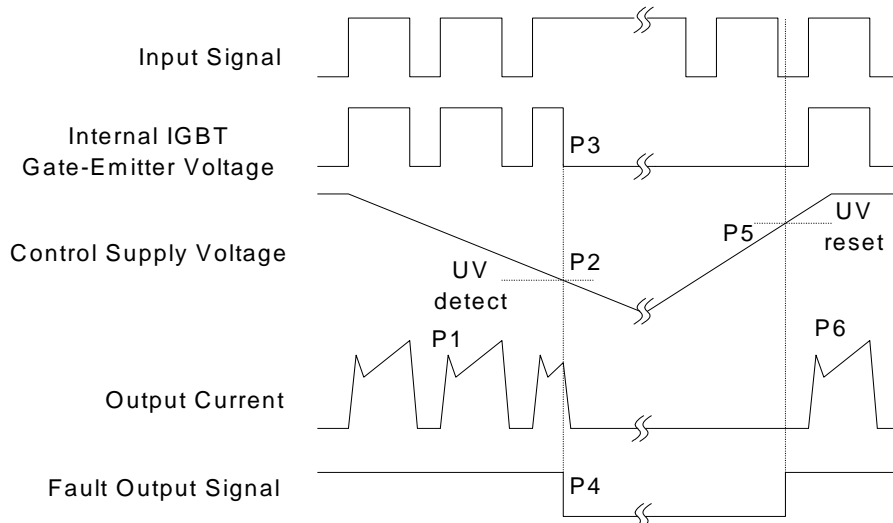 Input Signal
Internal IGBT
Gate-Emitter Voltage
P3
Control Supply Voltage
UV
detect
P2
P5
UV
reset
P1
P6
Output Current
Fault Output Signal
P4